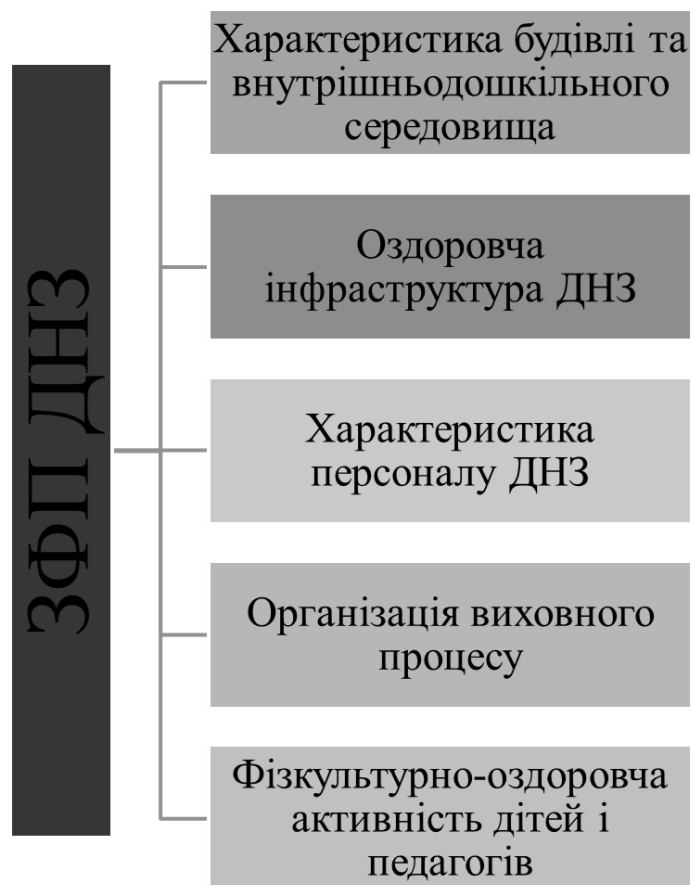 ЗФП ДНЗ
Характеристика будівлі та
внутрішньодошкільного
середовища
Оздоровча
інфраструктура ДНЗ
Характеристика
персоналу ДНЗ
Організація виховного
процесу
Фізкультурно-оздоровча
активність дітей і
педагогів